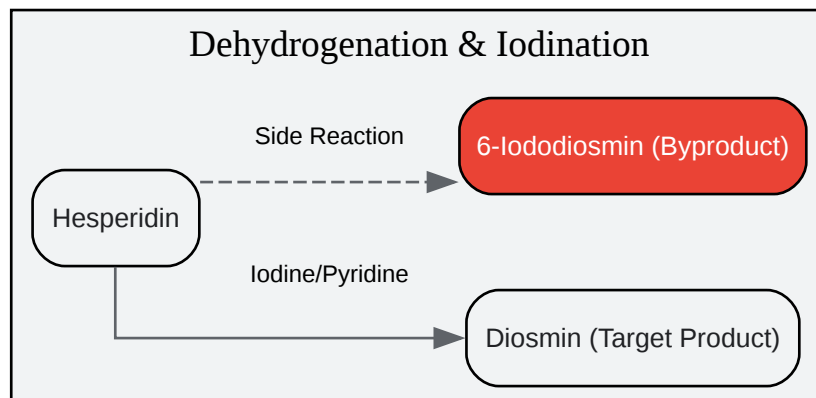 Dehydrogenation & Iodination
Side Reaction
6-Iododiosmin (Byproduct)
Hesperidin
Iodine/Pyridine
Diosmin (Target Product)